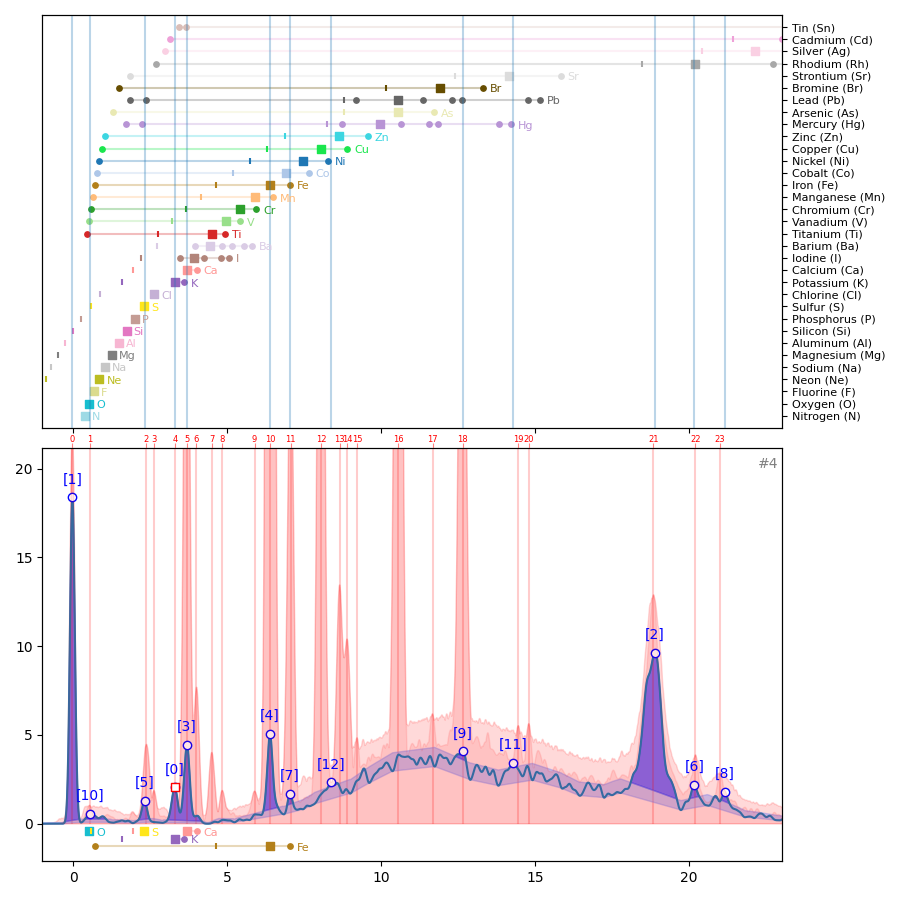 Tin (Sn)
Cadmium (Cd)
Silver (Ag)
Rhodium (Rh)
Sr Strontium (Sr)
Br Bromine (Br)
Pb Lead (Pb)
As Arsenic (As)
Hg Mercury (Hg)
Zn Zinc (Zn)
Cu Copper (Cu)
Ni Nickel (Ni)
Co Cobalt (Co)
Fe Iron (Fe)
Mn Manganese (Mn)
Cr Chromium (Cr)
V Vanadium (V)
Ti Titanium (Ti)
Ba Barium (Ba)
I Iodine (I)
Ca Calcium (Ca)
K Potassium (K)
Cl Chlorine (Cl)
S Sulfur (S)
P Phosphorus (P)
Si Silicon (Si)
Al Aluminum (Al)
Mg Magnesium (Mg)
Na Sodium (Na)
Ne Neon (Ne)
F Fluorine (F)
O Oxygen (O)
N Nitrogen (N)
0 1 2 3 4 5 6 7 8 9 10 11 12 13 14 15 16 17 18 19 20 21 22 23
#4
20
[1]
15
10
[2]
5
[4]
[3]
[9]
[11]
[12]
[0]
[6]
[5]
[7]
[8]
[10]
0
O S Ca
K
Fe
0 5 10 15 20